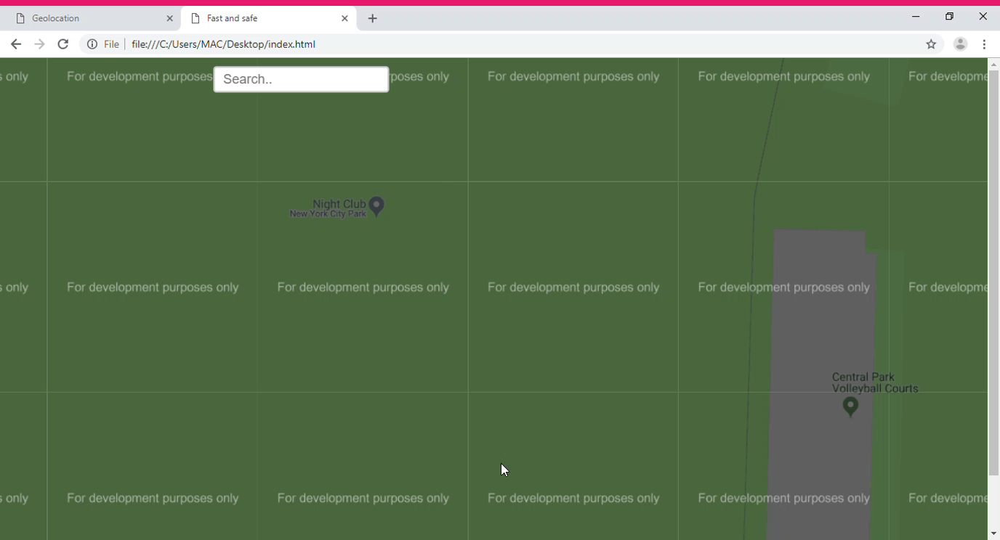 Geolocation
Fast and safe
File
file:///C:/Users/MAC/Desktop/index.html
s only
For development purposes
Search..
rposes only
For development purposes only
For development purposes only
For developme
Night Club
New York City Park
s only
For development purposes only
For development purposes only
For development purposes only
For development purposes only
For developme
Central Park
Volleyball Courts
s only
For development purposes only
For development purposes only
For development purposes only
For development purposes only
For developme